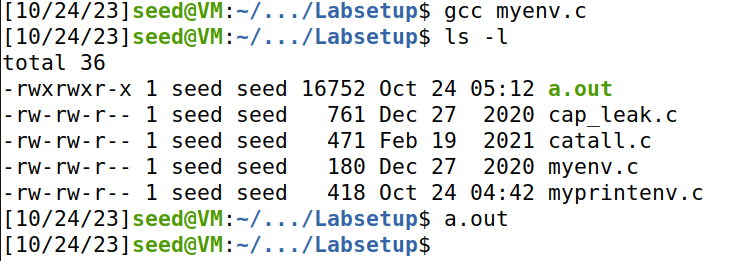 [10/24/23]seed@VM:~/.../Labsetup$ gcc myenv.c
[10/24/23]seed@VM:~/.../Labsetup$ ls -l
total 36
-rwxrwxr-x 1 seed seed 16752 Oct 24 05:12 a.out
-rw-rw-r-- 1 seed seed   761 Dec 27  2020 cap_leak.c
-rw-rw-r-- 1 seed seed   471 Feb 19  2021 catall.c
-rw-rw-r-- 1 seed seed   180 Dec 27  2020 myenv.c
-rw-rw-r-- 1 seed seed   418 Oct 24 04:42 myprintenv.c
[10/24/23]seed@VM:~/.../Labsetup$ a.out
[10/24/23]seed@VM:~/.../Labsetup$